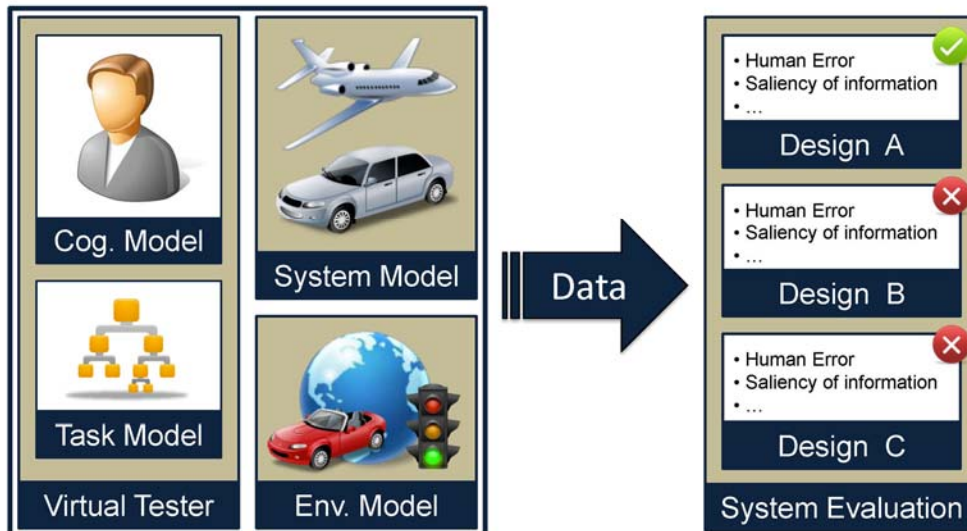 Cog. Model
Task Model
Virtual Tester
System Model
Env. Model
Data
• Human Error
• Saliency of information
• ...
Design A
• Human Error
• Saliency of information
• ...
Design B
• Human Error
• Saliency of information
• ...
Design C
System Evaluation